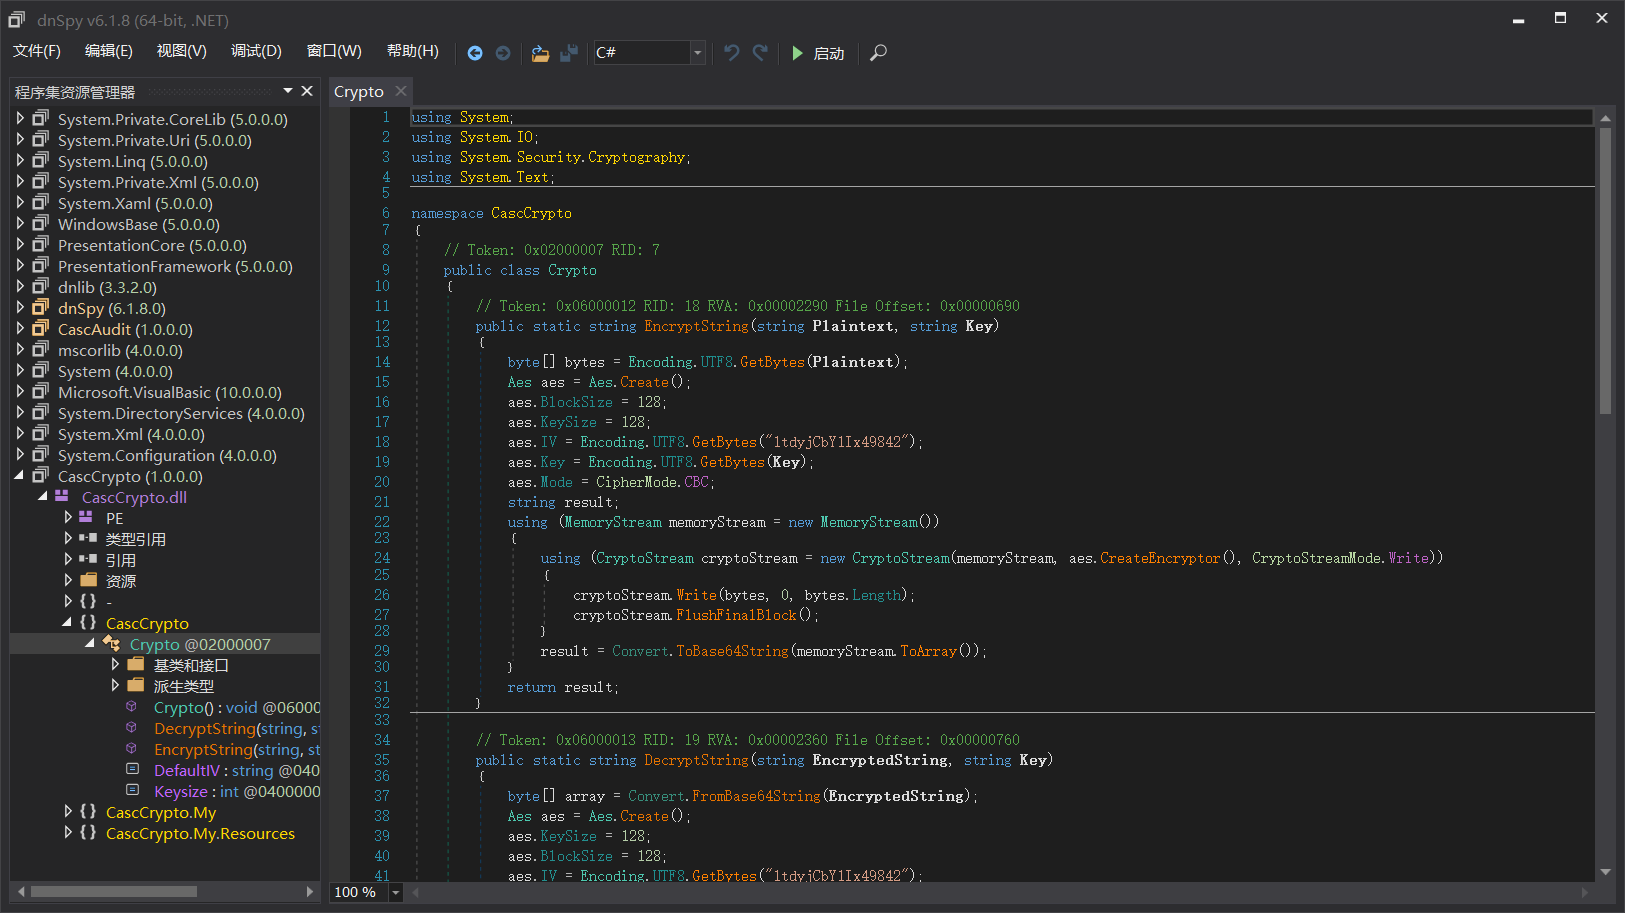 dnSpy v6.1.8 (64-bit, .NET)
文件(F) 编辑(E) 视图(V) 调试(D) 窗口(W) 帮助(H) C# 启动
程序集资源管理器
System.Private.CoreLib (5.0.0.0)
System.Private.Uri (5.0.0.0)
System.Linq (5.0.0.0)
System.Private.Xml (5.0.0.0)
System.Xaml (5.0.0.0)
WindowsBase (5.0.0.0)
PresentationCore (5.0.0.0)
PresentationFramework (5.0.0.0)
dnlib (3.3.2.0)
dnSpy (6.1.8.0)
CascAudit (1.0.0.0)
mscorlib (4.0.0.0)
System (4.0.0.0)
Microsoft.VisualBasic (10.0.0.0)
System.DirectoryServices (4.0.0.0)
System.Xml (4.0.0.0)
System.Configuration (4.0.0.0)
CascCrypto (1.0.0.0)
CascCrypto.dll
PE
类型引用
引用
资源
{ } -
{ } CascCrypto
Crypto @02000007
基类和接口
派生类型
Crypto() : void @06000
DecryptString(string, st
EncryptString(string, st
DefaultIV : string @040
Keysize : int @0400000
{ } CascCrypto.My
{ } CascCrypto.My.Resources
Crypto
1 using System;
2 using System.IO;
3 using System.Security.Cryptography;
4 using System.Text;
5
6 namespace CascCrypto
7 {
8 // Token: 0x02000007 RID: 7
9 public class Crypto
10 {
11 // Token: 0x06000012 RID: 18 RVA: 0x00002290 File Offset: 0x00000690
12 public static string EncryptString(string Plaintext, string Key)
13 {
14 byte[] bytes = Encoding.UTF8.GetBytes(Plaintext);
15 Aes aes = Aes.Create();
16 aes.BlockSize = 128;
17 aes.KeySize = 128;
18 aes.IV = Encoding.UTF8.GetBytes("1tdyjCbY1Ix49842");
19 aes.Key = Encoding.UTF8.GetBytes(Key);
20 aes.Mode = CipherMode.CBC;
21 string result;
22 using (MemoryStream memoryStream = new MemoryStream())
23 {
24 using (CryptoStream cryptoStream = new CryptoStream(memoryStream, aes.CreateEncryptor(), CryptoStreamMode.Write))
25 {
26 cryptoStream.Write(bytes, 0, bytes.Length);
27 cryptoStream.FlushFinalBlock();
28 }
29 result = Convert.ToBase64String(memoryStream.ToArray());
30 }
31 return result;
32 }
33
34 // Token: 0x06000013 RID: 19 RVA: 0x00002360 File Offset: 0x00000760
35 public static string DecryptString(string EncryptedString, string Key)
36 {
37 byte[] array = Convert.FromBase64String(EncryptedString);
38 Aes aes = Aes.Create();
39 aes.KeySize = 128;
40 aes.BlockSize = 128;
41 aes.IV = Encoding.UTF8.GetBytes("1tdyjCbY1Ix49842");
100 %